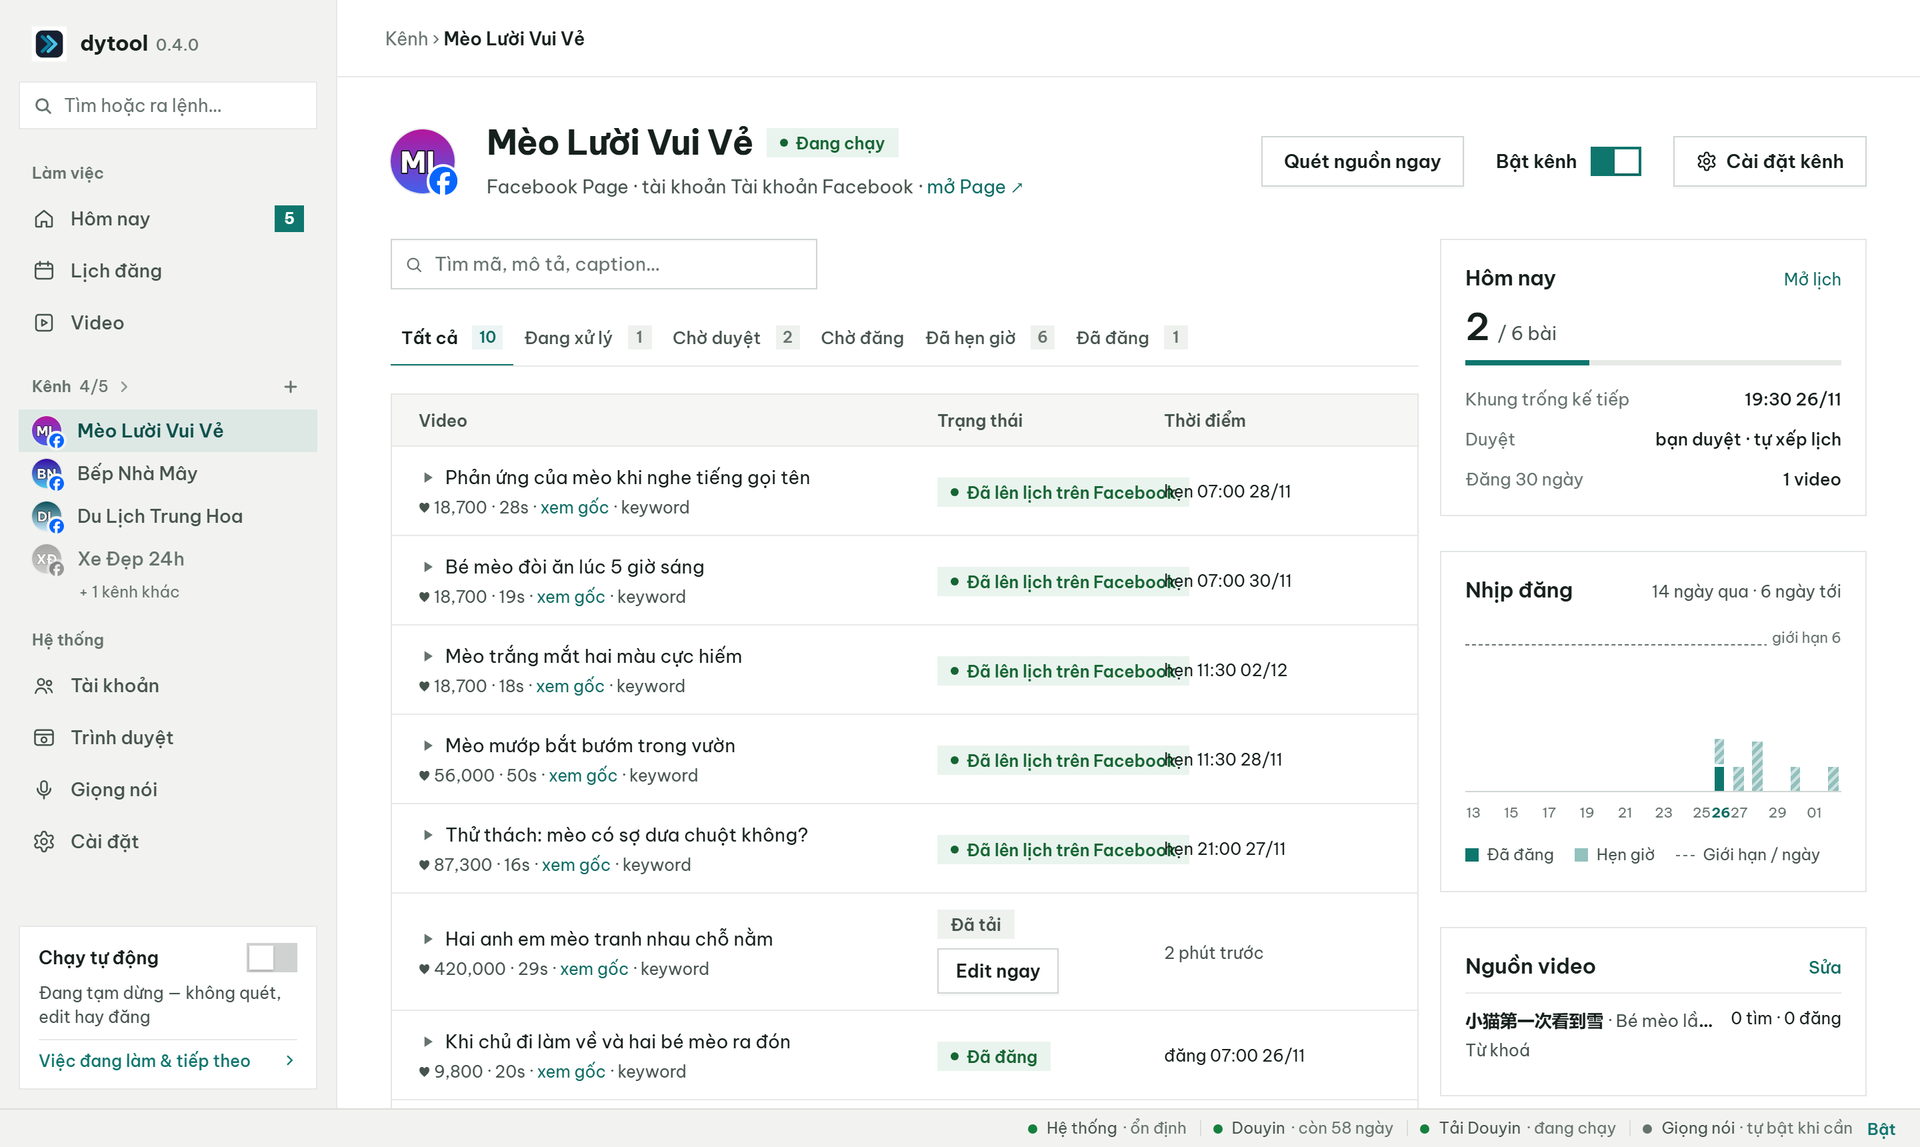 dytool 0.4.0
Tìm hoặc ra lệnh...
Làm việc
Hôm nay 5
Lịch đăng
Video
Kênh 4/5
Mèo Lười Vui Vẻ
Bếp Nhà Mây
Du Lịch Trung Hoa
Xe Đẹp 24h
+ 1 kênh khác
Hệ thống
Tài khoản
Trình duyệt
Giọng nói
Cài đặt
Chạy tự động
Đang tạm dừng — không quét,
edit hay đăng
Việc đang làm & tiếp theo
Kênh › Mèo Lười Vui Vẻ
Mèo Lười Vui Vẻ Đang chạy
Facebook Page · tài khoản Tài khoản Facebook · mở Page ↗
Quét nguồn ngay Bật kênh Cài đặt kênh
Tìm mã, mô tả, caption...
Tất cả 10 Đang xử lý 1 Chờ duyệt 2 Chờ đăng Đã hẹn giờ 6 Đã đăng 1
Video Trạng thái Thời điểm
Phản ứng của mèo khi nghe tiếng gọi tên
18,700 · 28s · xem gốc · keyword
Đã lên lịch trên Facebook hẹn 07:00 28/11
Bé mèo đòi ăn lúc 5 giờ sáng
18,700 · 19s · xem gốc · keyword
Đã lên lịch trên Facebook hẹn 07:00 30/11
Mèo trắng mắt hai màu cực hiếm
18,700 · 18s · xem gốc · keyword
Đã lên lịch trên Facebook hẹn 11:30 02/12
Mèo mướp bắt bướm trong vườn
56,000 · 50s · xem gốc · keyword
Đã lên lịch trên Facebook hẹn 11:30 28/11
Thử thách: mèo có sợ dưa chuột không?
87,300 · 16s · xem gốc · keyword
Đã lên lịch trên Facebook hẹn 21:00 27/11
Hai anh em mèo tranh nhau chỗ nằm
420,000 · 29s · xem gốc · keyword
Đã tải
Edit ngay
2 phút trước
Khi chủ đi làm về và hai bé mèo ra đón
9,800 · 20s · xem gốc · keyword
Đã đăng đăng 07:00 26/11
Hôm nay Mở lịch
2 / 6 bài
Khung trống kế tiếp 19:30 26/11
Duyệt bạn duyệt · tự xếp lịch
Đăng 30 ngày 1 video
Nhịp đăng 14 ngày qua · 6 ngày tới
giới hạn 6
13 15 17 19 21 23 25 26 27 29 01
Đã đăng Hẹn giờ Giới hạn / ngày
Nguồn video Sửa
小猫第一次看到雪 · Bé mèo lầ... 0 tìm · 0 đăng
Từ khoá
Hệ thống · ổn định Douyin · còn 58 ngày Tải Douyin · đang chạy Giọng nói · tự bật khi cần Bật